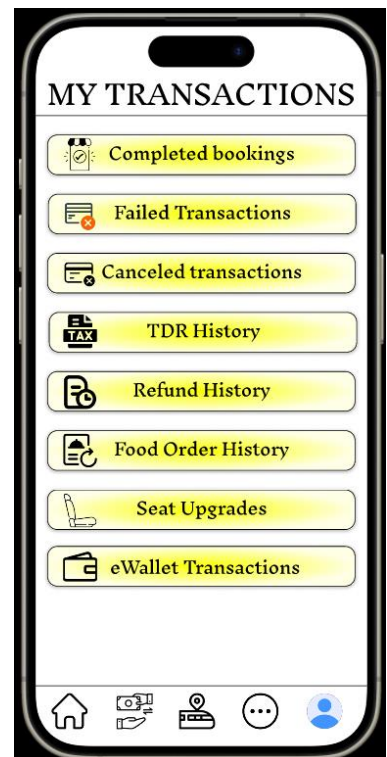 MY TRANSACTIONS
Completed bookings
Failed Transactions
Canceled transactions
TAX
TDR History
Refund History
Food Order History
Seat Upgrades
eWallet Transactions